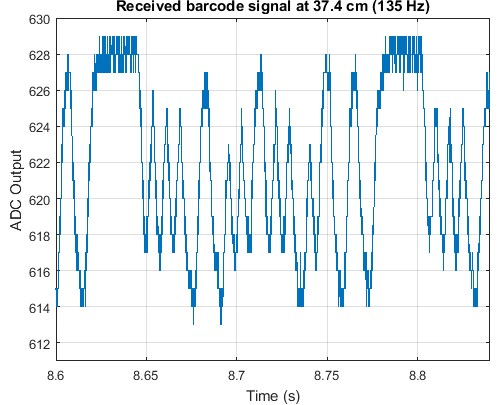 Received barcode signal at 37.4 cm (135 Hz)
630
628
626
624
622
620
618
616
614
612
ADC Output
8.6 8.65 8.7 8.75 8.8
Time (s)